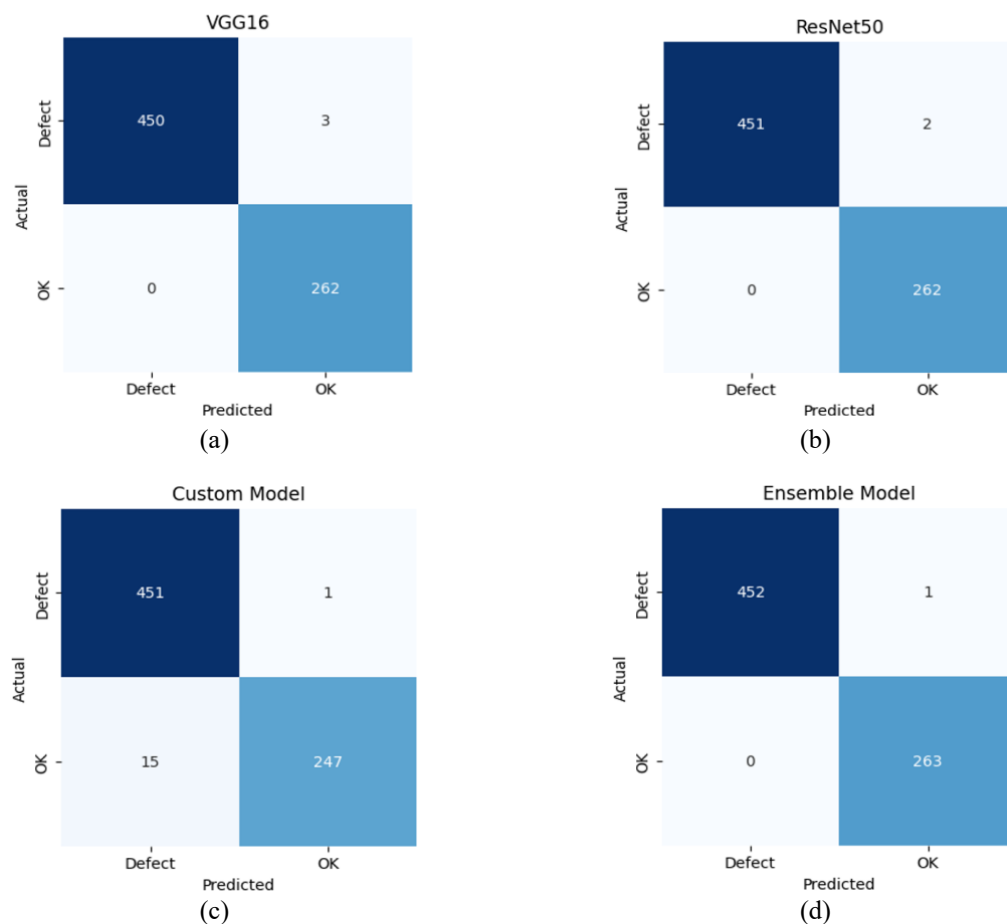 VGG16
Defect
450
3
Actual
OK
0
262
Defect
OK
Predicted
(a)
ResNet50
Defect
451
2
Actual
OK
0
262
Defect
OK
Predicted
(b)
Custom Model
Defect
451
1
Actual
OK
15
247
Defect
OK
Predicted
(c)
Ensemble Model
Defect
452
1
Actual
OK
0
263
Defect
OK
Predicted
(d)